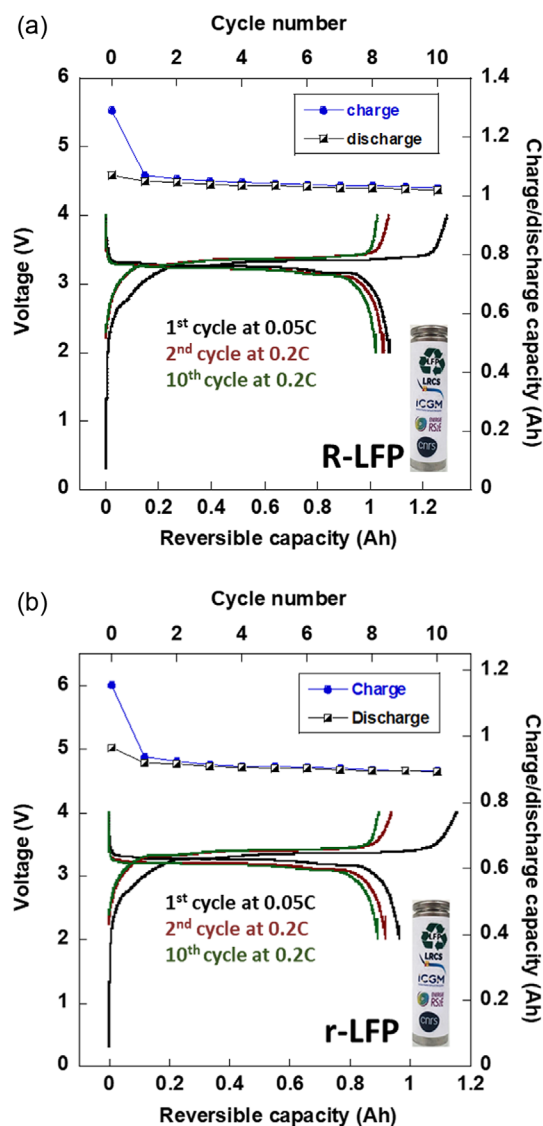 (a)
Cycle number
0 2 4 6 8 10
6
5
4
3
2
1
0
Voltage (V)
1.4
1.2
1
0.8
0.6
0.4
0.2
0
Charge/discharge capacity (Ah)
charge
discharge
1st cycle at 0.05C
2nd cycle at 0.2C
10th cycle at 0.2C
R-LFP
LFP
LRCS
ICGM
RS2E
cnrs
0 0.2 0.4 0.6 0.8 1 1.2
Reversible capacity (Ah)
(b)
Cycle number
0 2 4 6 8 10
6
5
4
3
2
1
0
Voltage (V)
1.2
1
0.8
0.6
0.4
0.2
0
Charge/discharge capacity (Ah)
Charge
Discharge
1st cycle at 0.05C
2nd cycle at 0.2C
10th cycle at 0.2C
r-LFP
LFP
LRCS
ICGM
RS2E
cnrs
0 0.2 0.4 0.6 0.8 1 1.2
Reversible capacity (Ah)